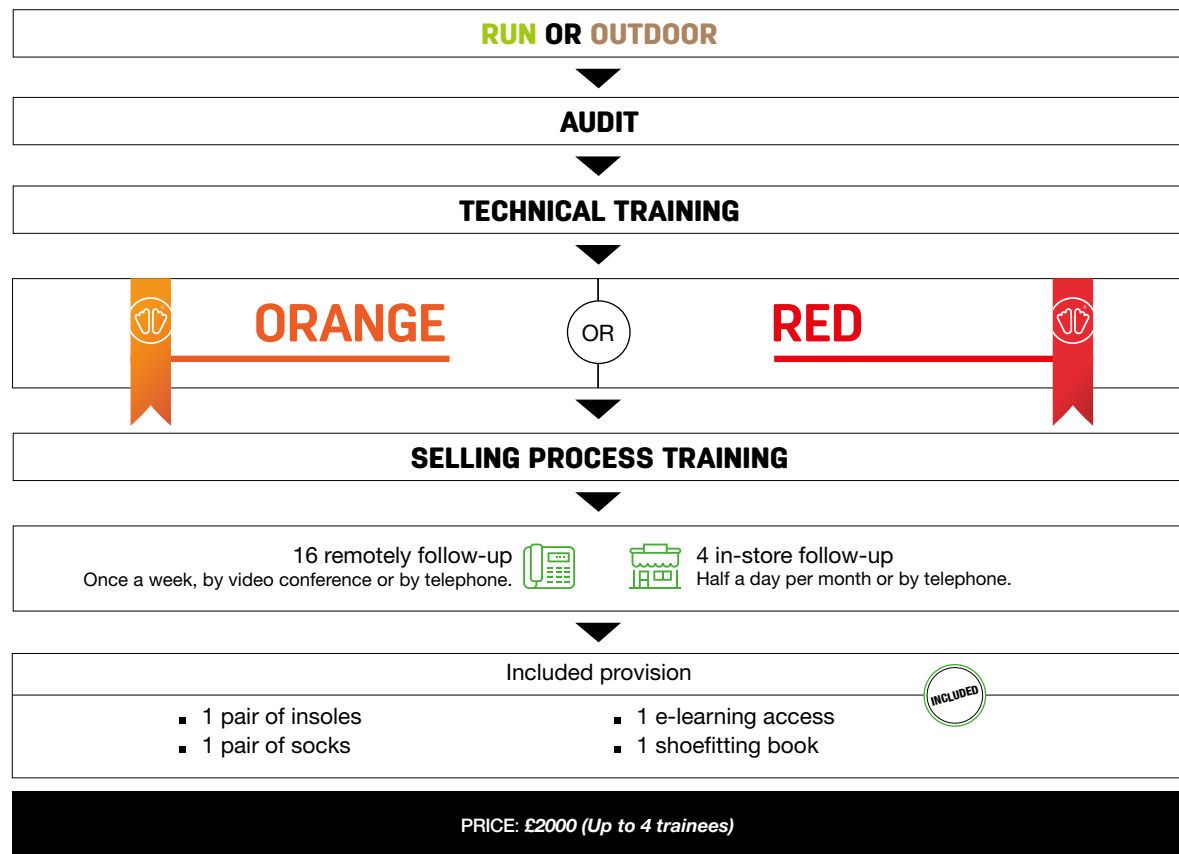 RUN OR OUTDOOR
AUDIT
TECHNICAL TRAINING
ORANGE
OR
RED
SELLING PROCESS TRAINING
16 remotely follow-up
Once a week, by video conference or by telephone.
4 in-store follow-up
Half a day per month or by telephone.
Included provision
INCLUDED
▪ 1 pair of insoles
▪ 1 pair of socks
▪ 1 e-learning access
▪ 1 shoefitting book
PRICE: £2000 (Up to 4 trainees)